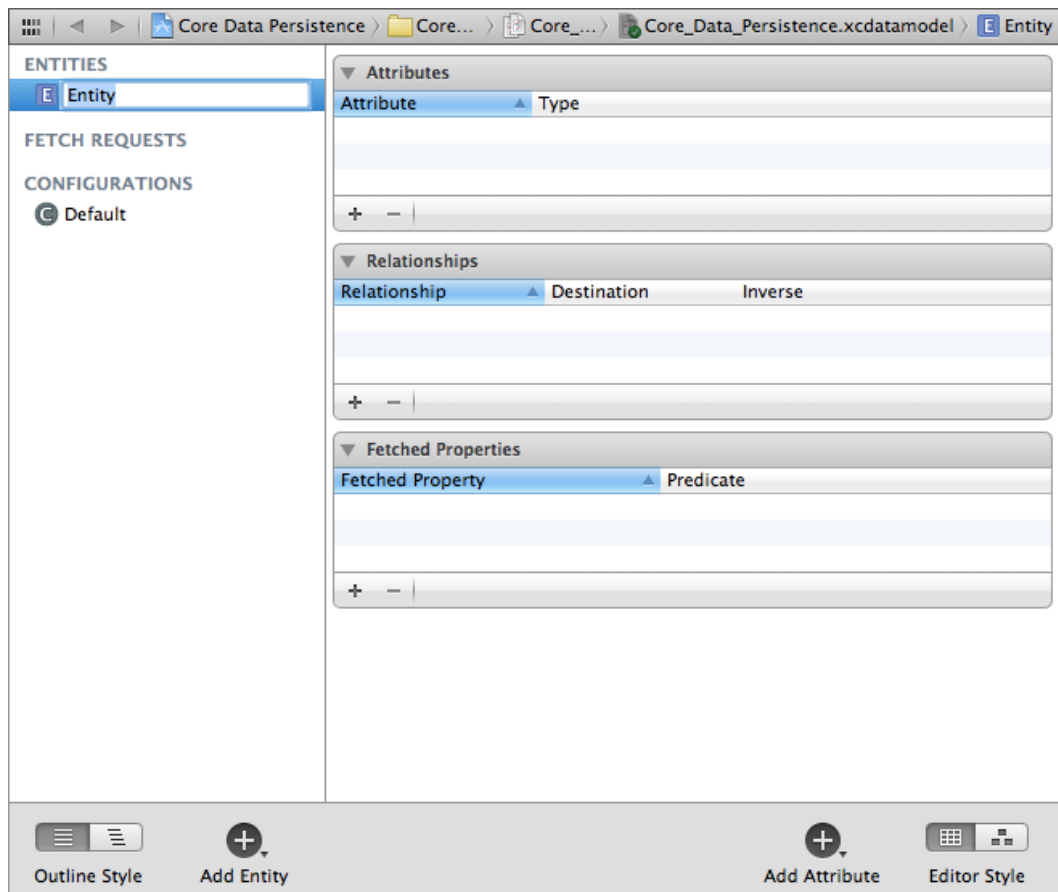 Core Data Persistence Core... Core_... Core_Data_Persistence.xcdatamodel E Entity
ENTITIES
E Entity
FETCH REQUESTS
CONFIGURATIONS
C Default
Attributes
Attribute Type
+ −
Relationships
Relationship Destination Inverse
+ −
Fetched Properties
Fetched Property Predicate
+ −
Outline Style Add Entity Add Attribute Editor Style